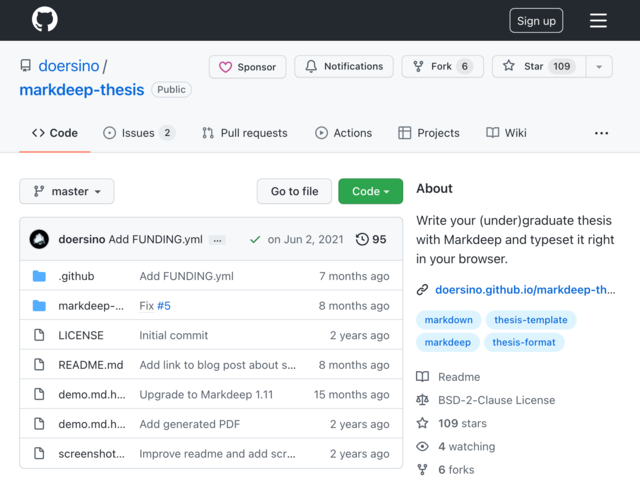 Sign up
doersino /
markdeep-thesis Public
Sponsor Notifications Fork 6 Star 109
Code Issues 2 Pull requests Actions Projects Wiki ...
master Go to file Code
doersino Add FUNDING.yml ... on Jun 2, 2021 95
.github Add FUNDING.yml 7 months ago
markdeep-... Fix #5 8 months ago
LICENSE Initial commit 2 years ago
README.md Add link to blog post about s... 8 months ago
demo.md.h... Upgrade to Markdeep 1.11 15 months ago
demo.md.h... Add generated PDF 2 years ago
screenshot... Improve readme and add scr... 2 years ago
About
Write your (under)graduate thesis
with Markdeep and typeset it right
in your browser.
doersino.github.io/markdeep-th...
markdown thesis-template
markdeep thesis-format
Readme
BSD-2-Clause License
109 stars
4 watching
6 forks